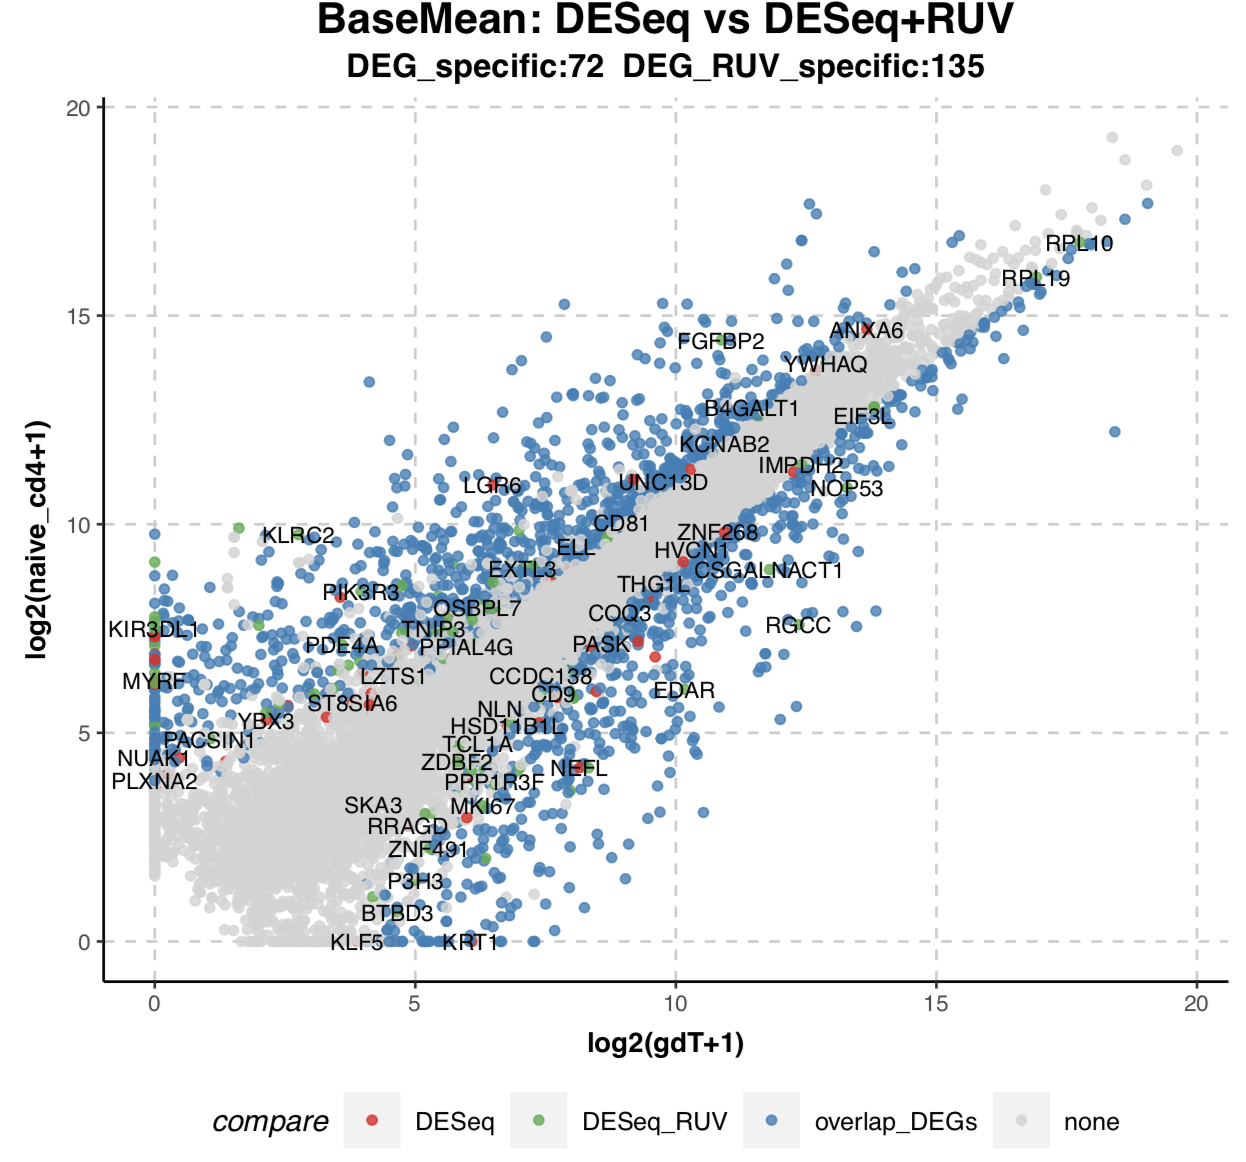 BaseMean: DESeq vs DESeq+RUV
DEG_specific:72 DEG_RUV_specific:135
20
15
10
5
0
log2(naive_cd4+1)
RPL10
RPL19
ANXA6
FGFBP2
YWHAQ
B4GALT1
EIF3L
KCNAB2
IMPDH2
UNC13D
LGR6
NOP53
CD81
KLRC2
ZNF268
ELL
HVCN1
EXTL3
CSGALNACT1
THG1L
PIK3R3
OSBPL7
COQ3
KIR3DL1
TNIP3
RGCC
PDE4A
PPIAL4G
PASK
MYRF
LZTS1
CCDC138
CD9
EDAR
ST8SIA6
NLN
YBX3
HSD11B1L
PACSIN1
TCL1A
NUAK1
ZDBF2
NEFL
PLXNA2
PPP1R3F
SKA3
MKI67
RRAGD
ZNF491
P3H3
BTBD3
KLF5
KRT1
0
5
10
15
20
log2(gdT+1)
compare DESeq DESeq_RUV overlap_DEGs none